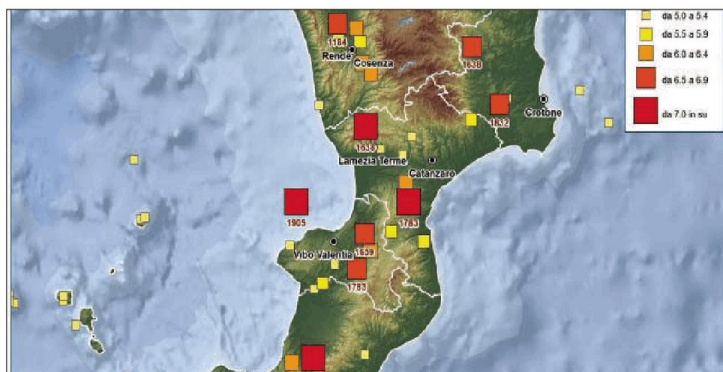 da 5.0 a 5.4
da 5.5 a 5.9
da 6.0 a 6.4
da 6.5 a 6.9
da 7.0 in su
1184
Rende
Cosenza
1638
1832
Crotone
1638
Lamezia Terme
Catanzaro
1905
1783
1659
Vibo Valentia
1783